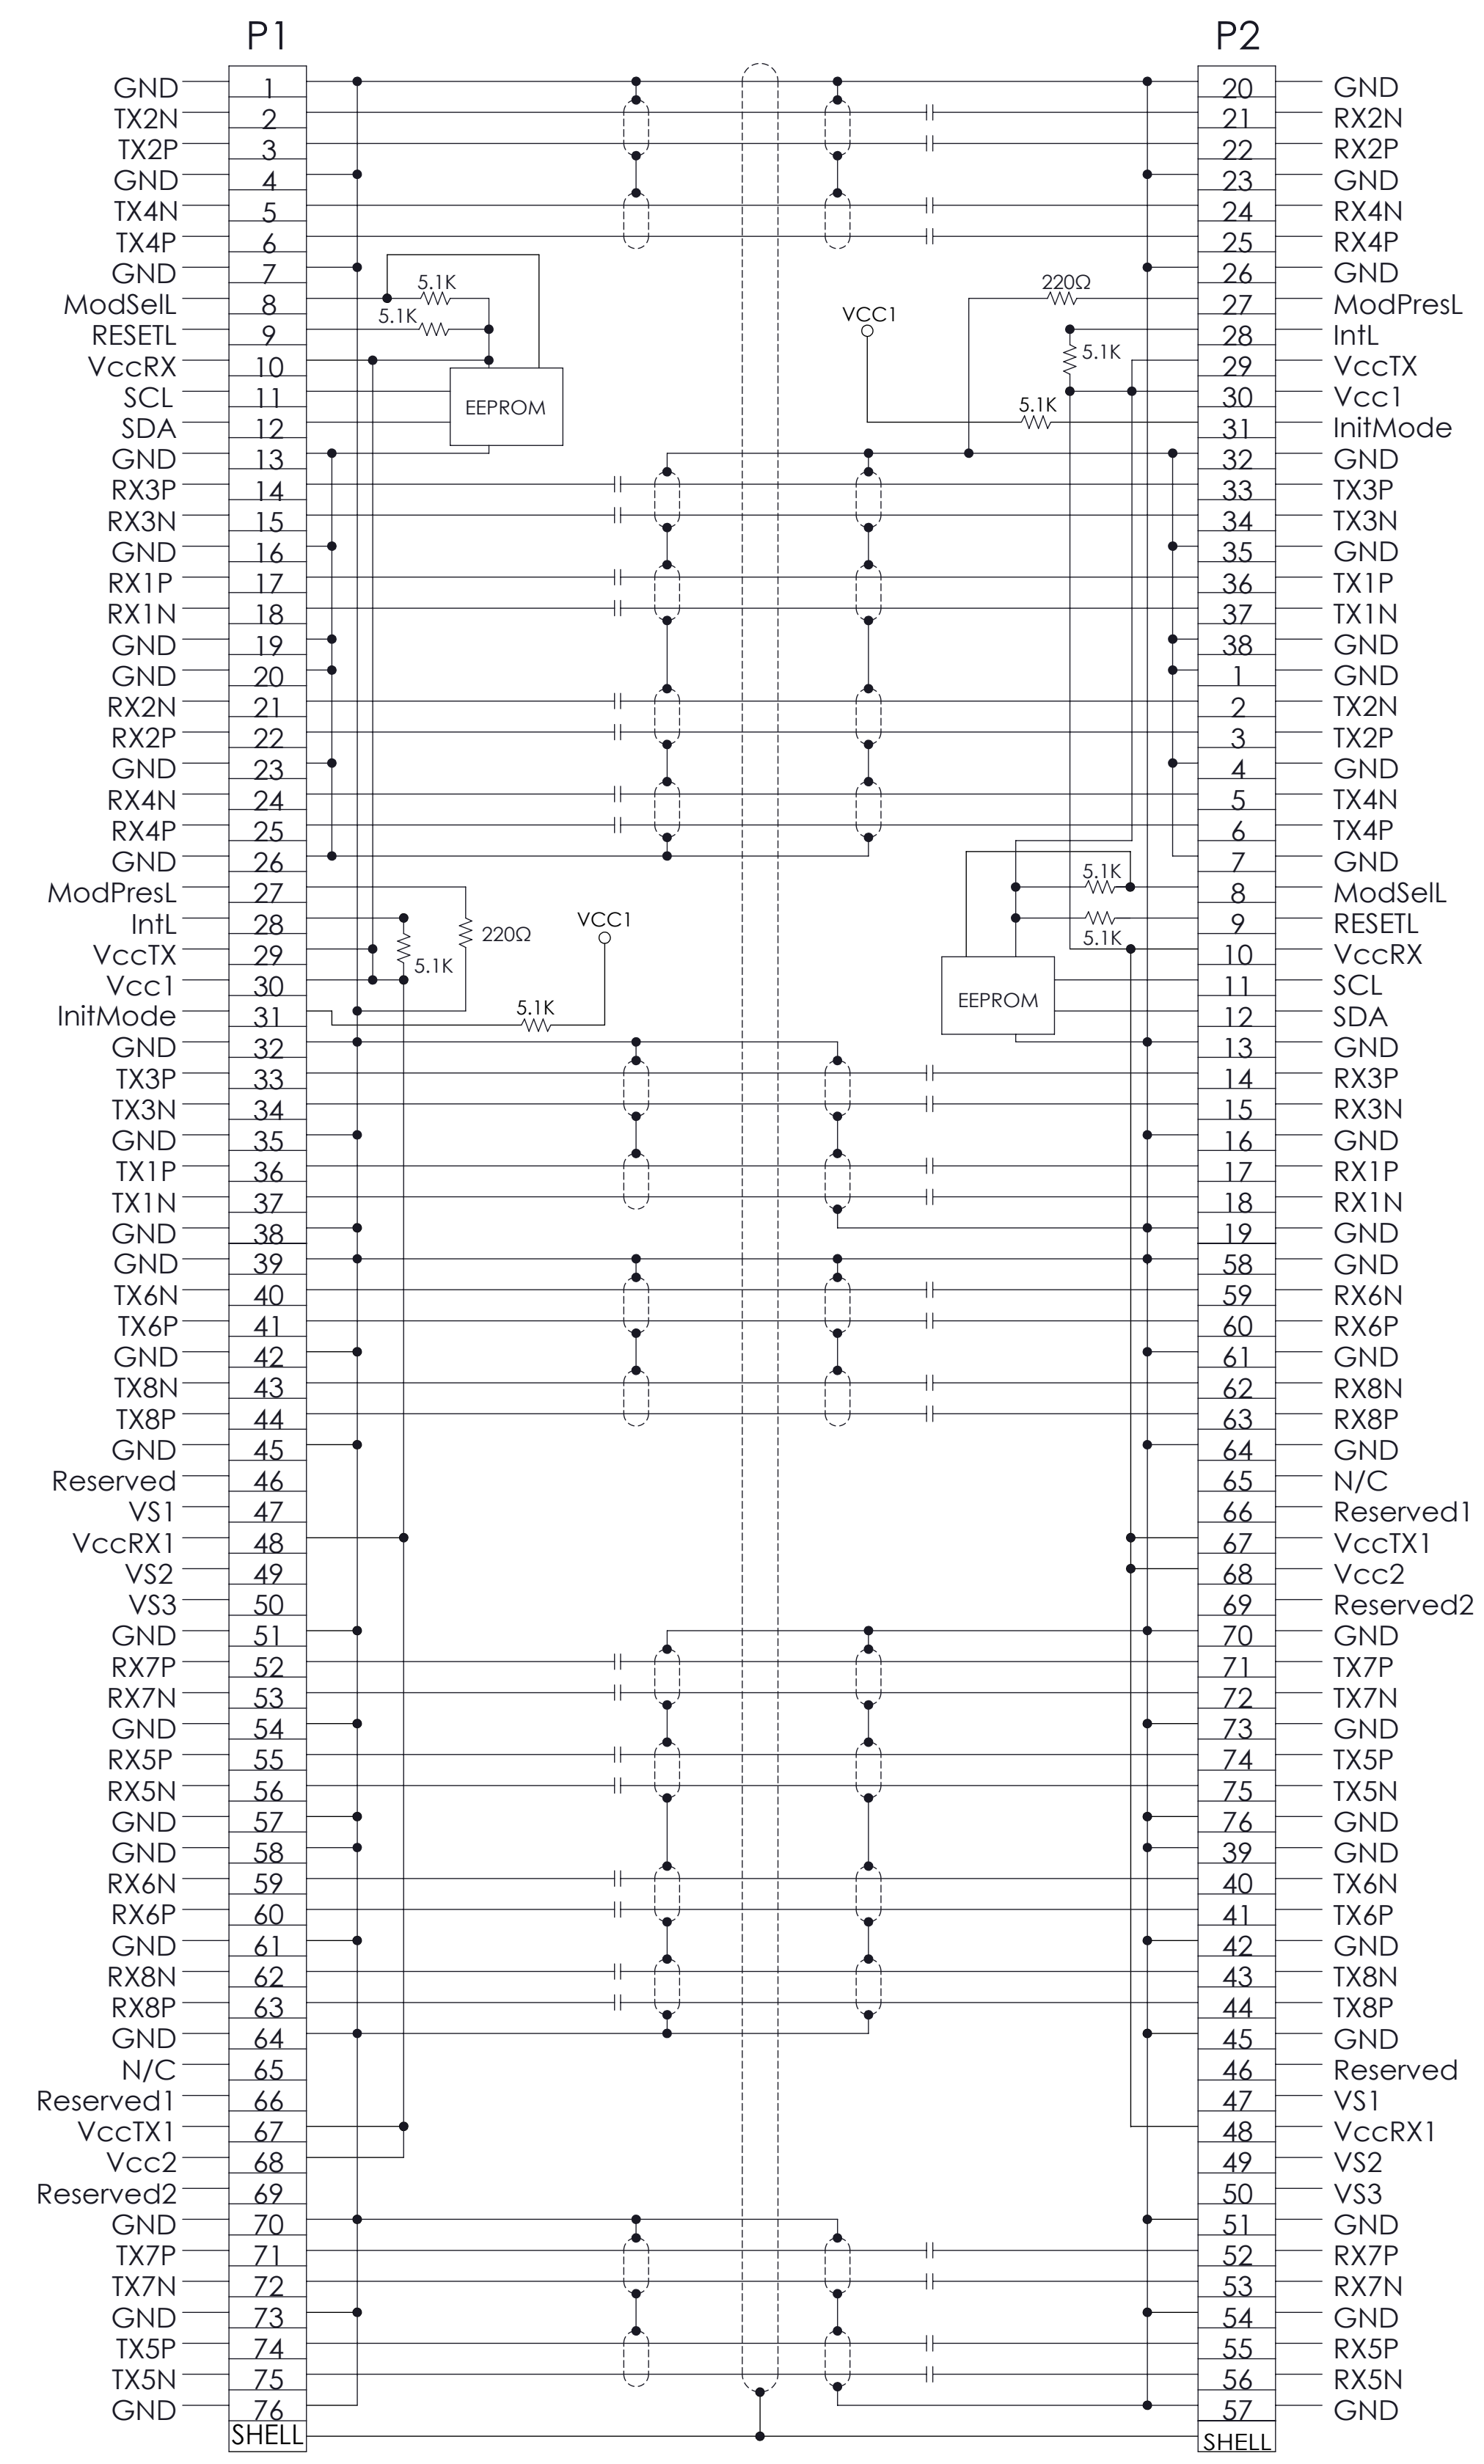 P1 P2
GND 1 20 GND
TX2N 2 21 RX2N
TX2P 3 22 RX2P
GND 4 23 GND
TX4N 5 24 RX4N
TX4P 6 25 RX4P
GND 7 26 GND
5.1K 220Ω
ModSelL 8 27 ModPresL
5.1K VCC1
RESETL 9 28 IntL
5.1K
VccRX 10 29 VccTX
SCL 11 EEPROM 30 Vcc1
5.1K
SDA 12 31 InitMode
GND 13 32 GND
RX3P 14 33 TX3P
RX3N 15 34 TX3N
GND 16 35 GND
RX1P 17 36 TX1P
RX1N 18 37 TX1N
GND 19 38 GND
GND 20 1 GND
RX2N 21 2 TX2N
RX2P 22 3 TX2P
GND 23 4 GND
RX4N 24 5 TX4N
RX4P 25 6 TX4P
GND 26 7 GND
5.1K
ModPresL 27 8 ModSelL
IntL 28 VCC1 9 RESETL
220Ω 5.1K
VccTX 29 10 VccRX
5.1K
Vcc1 30 11 SCL
5.1K EEPROM
InitMode 31 12 SDA
GND 32 13 GND
TX3P 33 14 RX3P
TX3N 34 15 RX3N
GND 35 16 GND
TX1P 36 17 RX1P
TX1N 37 18 RX1N
GND 38 19 GND
GND 39 58 GND
TX6N 40 59 RX6N
TX6P 41 60 RX6P
GND 42 61 GND
TX8N 43 62 RX8N
TX8P 44 63 RX8P
GND 45 64 GND
Reserved 46 65 N/C
VS1 47 66 Reserved1
VccRX1 48 67 VccTX1
VS2 49 68 Vcc2
VS3 50 69 Reserved2
GND 51 70 GND
RX7P 52 71 TX7P
RX7N 53 72 TX7N
GND 54 73 GND
RX5P 55 74 TX5P
RX5N 56 75 TX5N
GND 57 76 GND
GND 58 39 GND
RX6N 59 40 TX6N
RX6P 60 41 TX6P
GND 61 42 GND
RX8N 62 43 TX8N
RX8P 63 44 TX8P
GND 64 45 GND
N/C 65 46 Reserved
Reserved1 66 47 VS1
VccTX1 67 48 VccRX1
Vcc2 68 49 VS2
Reserved2 69 50 VS3
GND 70 51 GND
TX7P 71 52 RX7P
TX7N 72 53 RX7N
GND 73 54 GND
TX5P 74 55 RX5P
TX5N 75 56 RX5N
GND 76 57 GND
SHELL SHELL